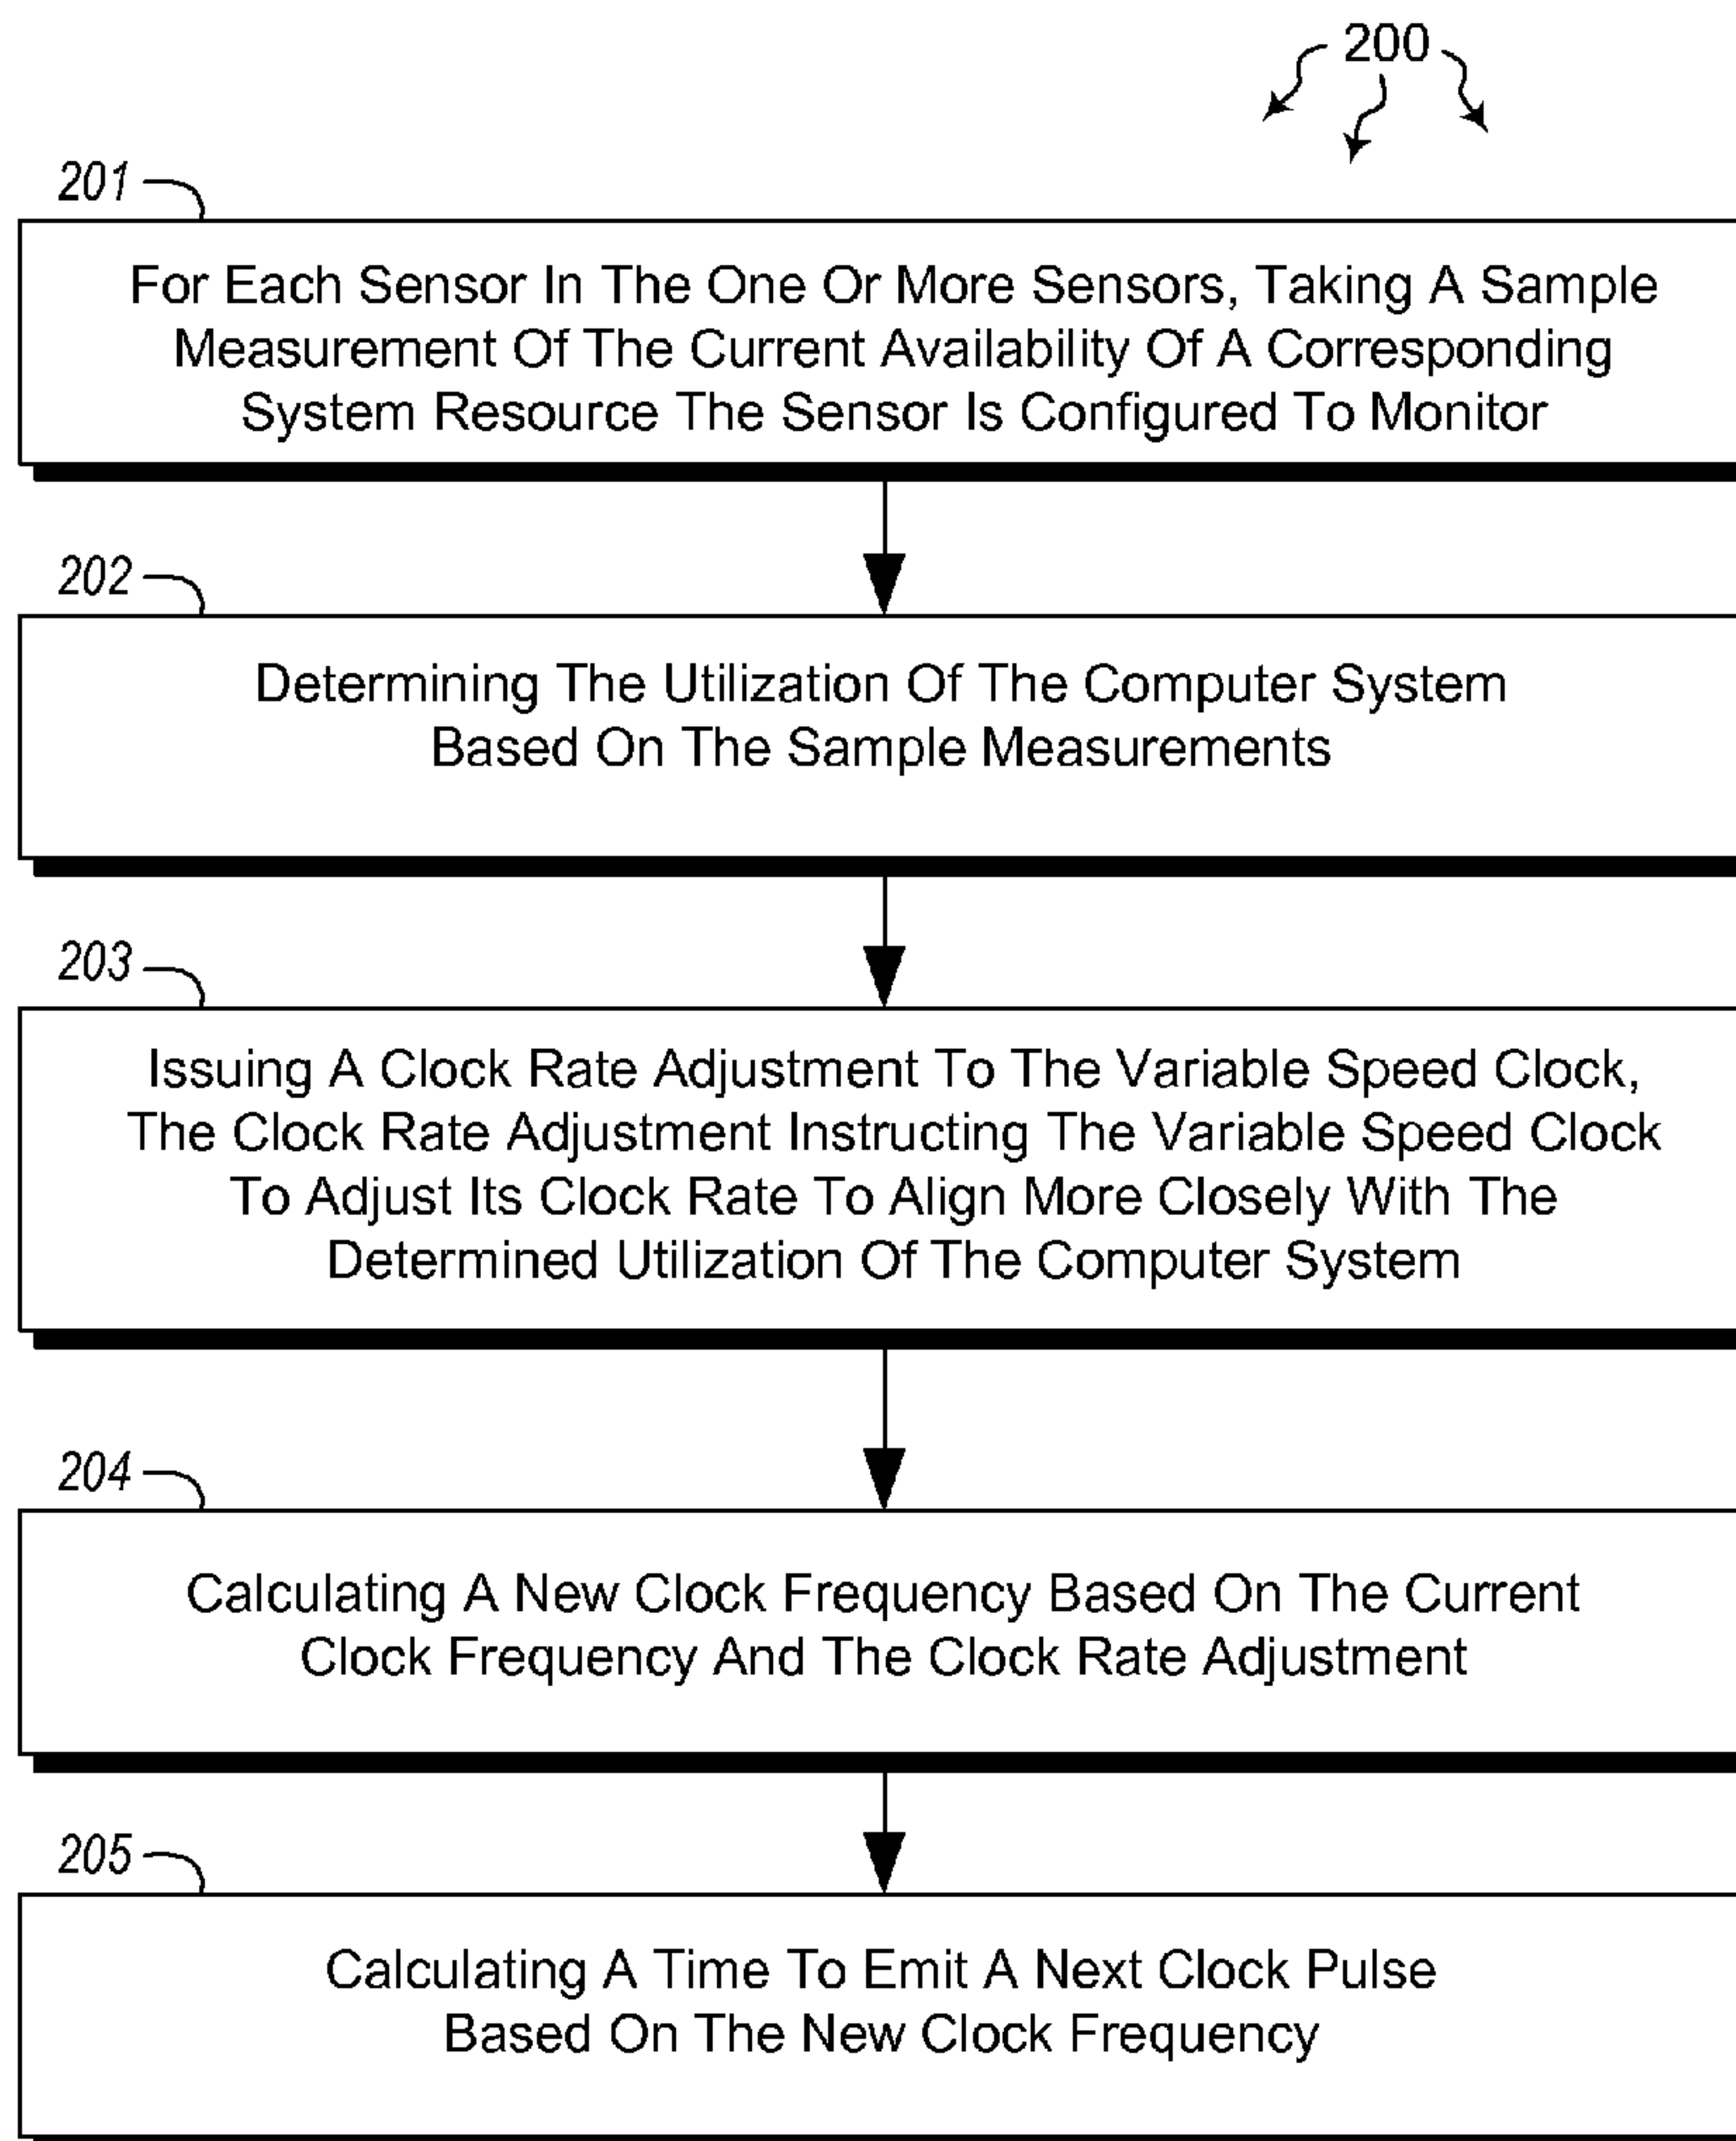 200
201
For Each Sensor In The One Or More Sensors, Taking A Sample
Measurement Of The Current Availability Of A Corresponding
System Resource The Sensor Is Configured To Monitor
202
Determining The Utilization Of The Computer System
Based On The Sample Measurements
203
Issuing A Clock Rate Adjustment To The Variable Speed Clock,
The Clock Rate Adjustment Instructing The Variable Speed Clock
To Adjust Its Clock Rate To Align More Closely With The
Determined Utilization Of The Computer System
204
Calculating A New Clock Frequency Based On The Current
Clock Frequency And The Clock Rate Adjustment
205
Calculating A Time To Emit A Next Clock Pulse
Based On The New Clock Frequency